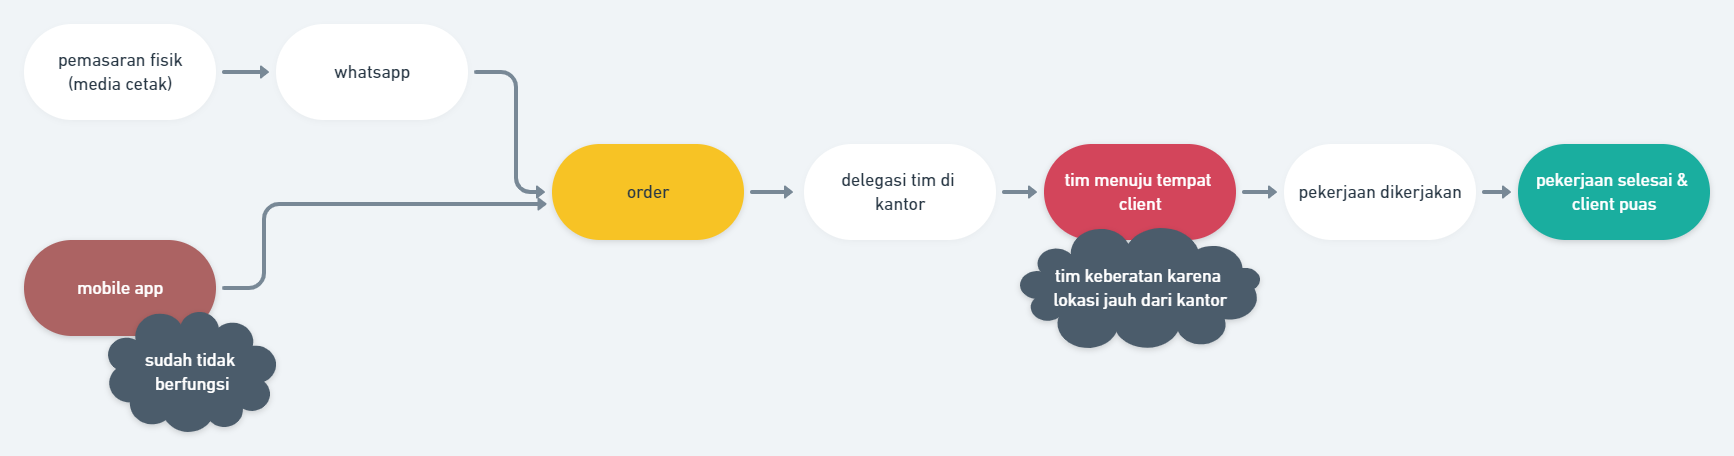 pemasaran fisik
(media cetak)
whatsapp
order
delegasi tim di
kantor
tim menuju tempat
client
pekerjaan dikerjakan
pekerjaan selesai &
client puas
mobile app
sudah tidak
berfungsi
tim keberatan karena
lokasi jauh dari kantor